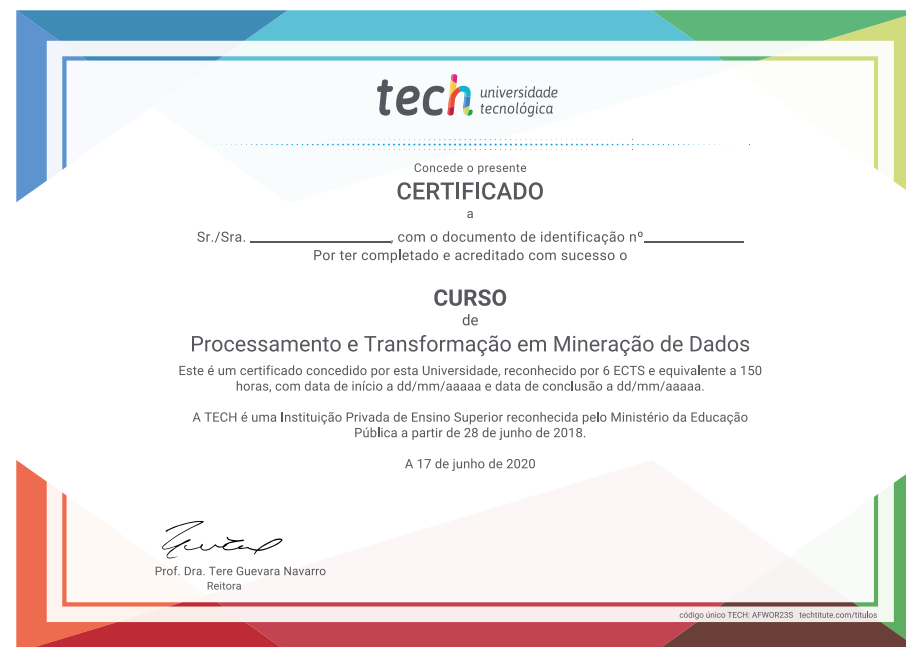 tech universidade
tecnológica
Concede o presente
CERTIFICADO
a
Sr./Sra. ________________, com o documento de identificação nº____________
Por ter completado e acreditado com sucesso o
CURSO
de
Processamento e Transformação em Mineração de Dados
Este é um certificado concedido por esta Universidade, reconhecido por 6 ECTS e equivalente a 150
horas, com data de início a dd/mm/aaaaa e data de conclusão a dd/mm/aaaaa.
A TECH é uma Instituição Privada de Ensino Superior reconhecida pelo Ministério da Educação
Pública a partir de 28 de junho de 2018.
A 17 de junho de 2020
Prof. Dra. Tere Guevara Navarro
Reitora
código único TECH: AFWOR23S techtitute.com/titulos